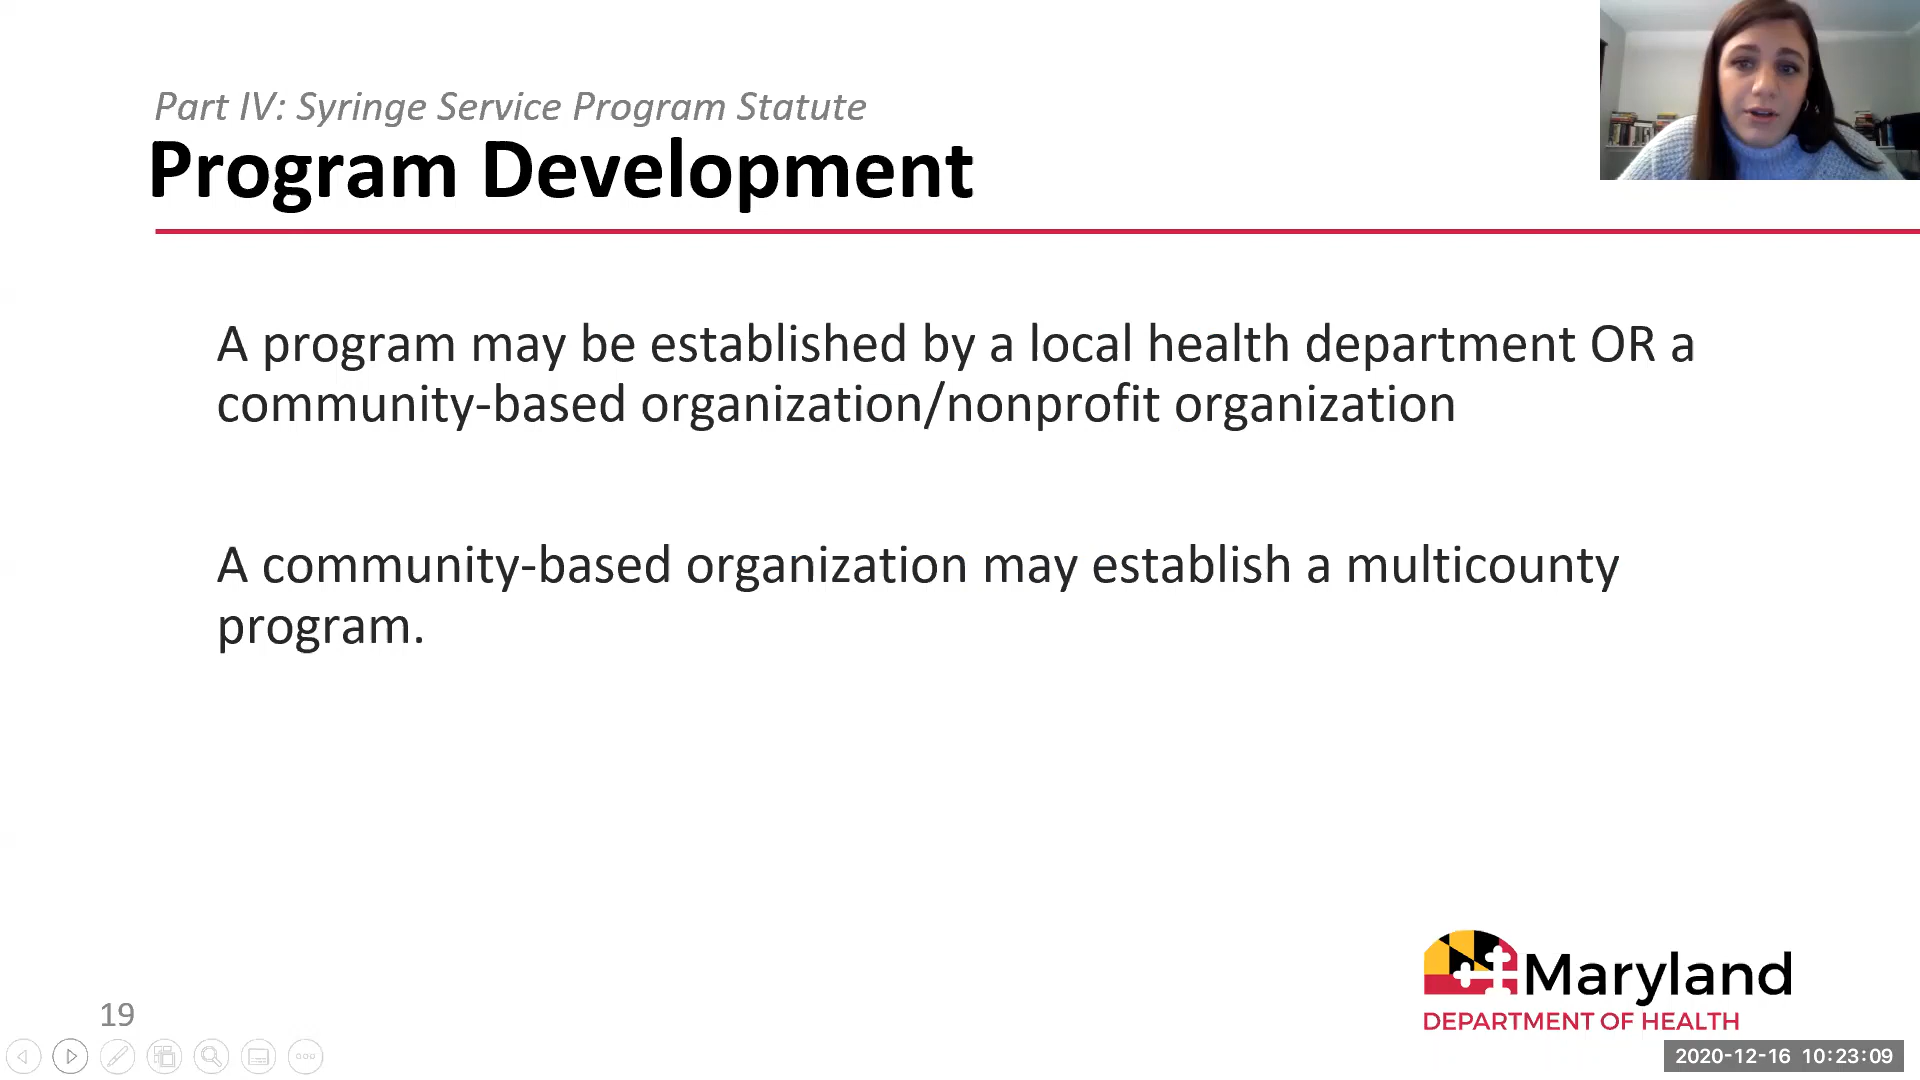 Part IV: Syringe Service Program Statute
Program Development
A program may be established by a local health department OR a
community-based organization/nonprofit organization
A community-based organization may establish a multicounty
program.
Maryland
DEPARTMENT OF HEALTH
19
2020-12-16 10:23:09